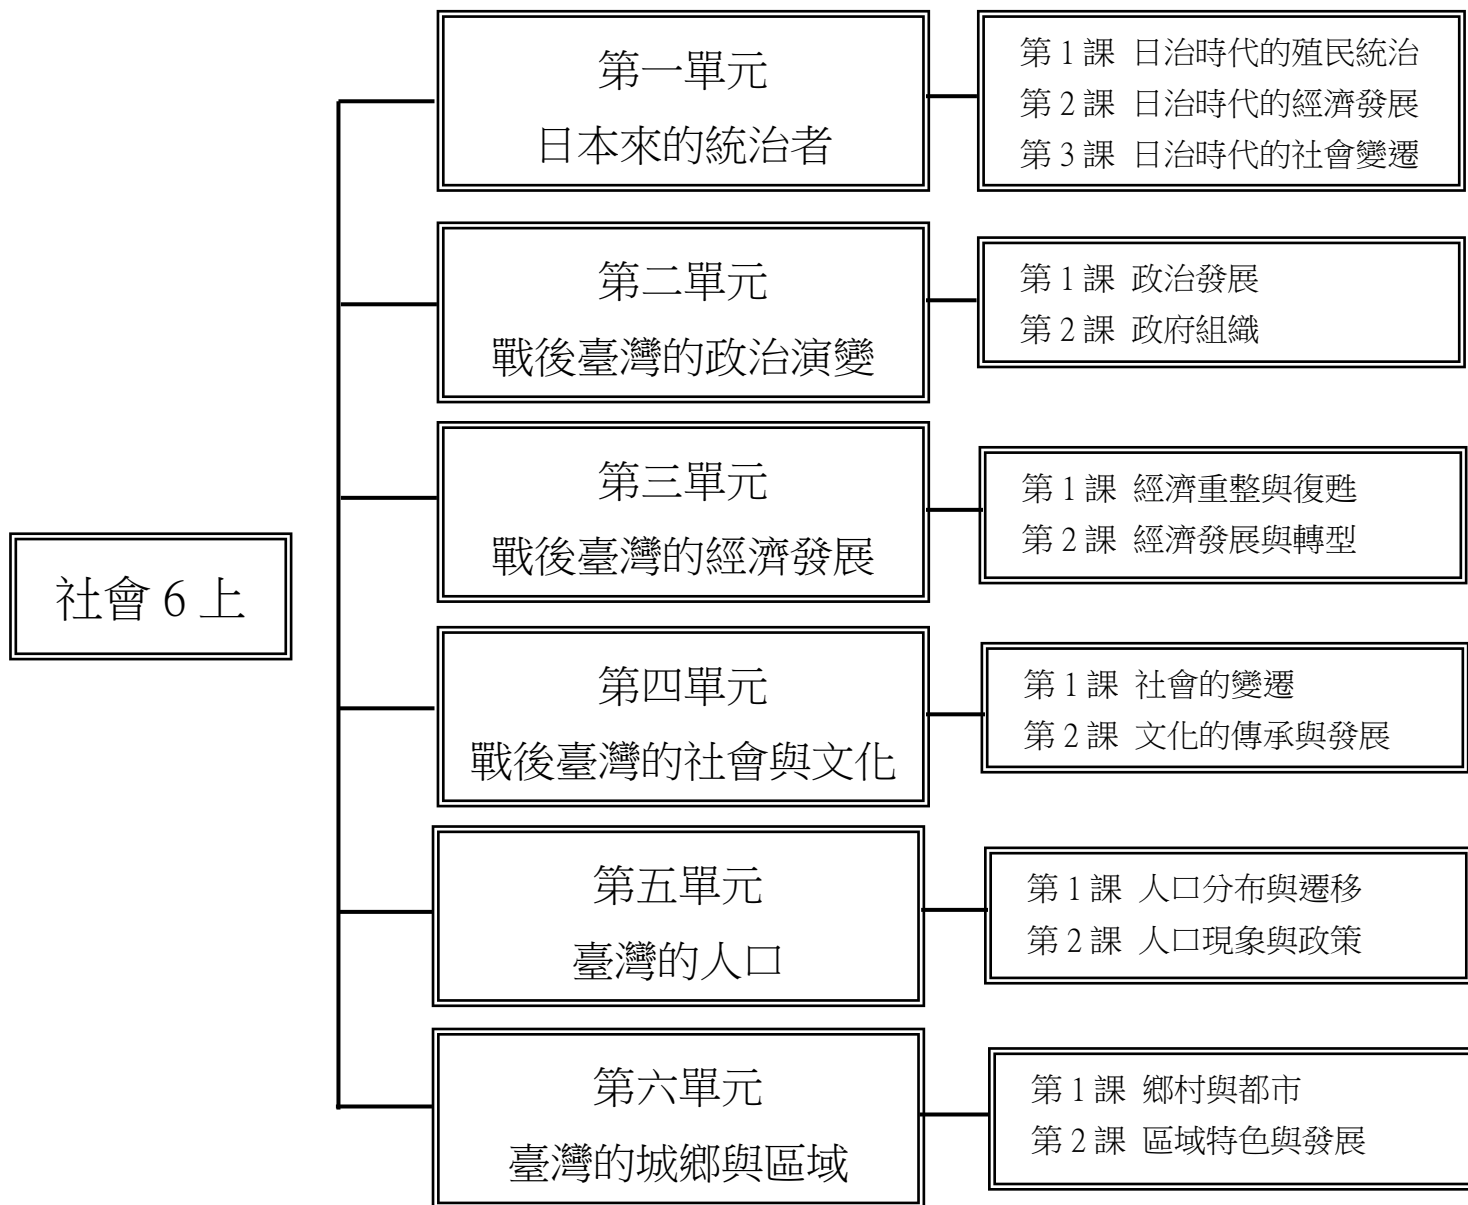 社會 6 上
第一單元
日本來的統治者
第 1 課 日治時代的殖民統治
第 2 課 日治時代的經濟發展
第 3 課 日治時代的社會變遷
第二單元
戰後臺灣的政治演變
第 1 課 政治發展
第 2 課 政府組織
第三單元
戰後臺灣的經濟發展
第 1 課 經濟重整與復甦
第 2 課 經濟發展與轉型
第四單元
戰後臺灣的社會與文化
第 1 課 社會的變遷
第 2 課 文化的傳承與發展
第五單元
臺灣的人口
第 1 課 人口分布與遷移
第 2 課 人口現象與政策
第六單元
臺灣的城鄉與區域
第 1 課 鄉村與都市
第 2 課 區域特色與發展